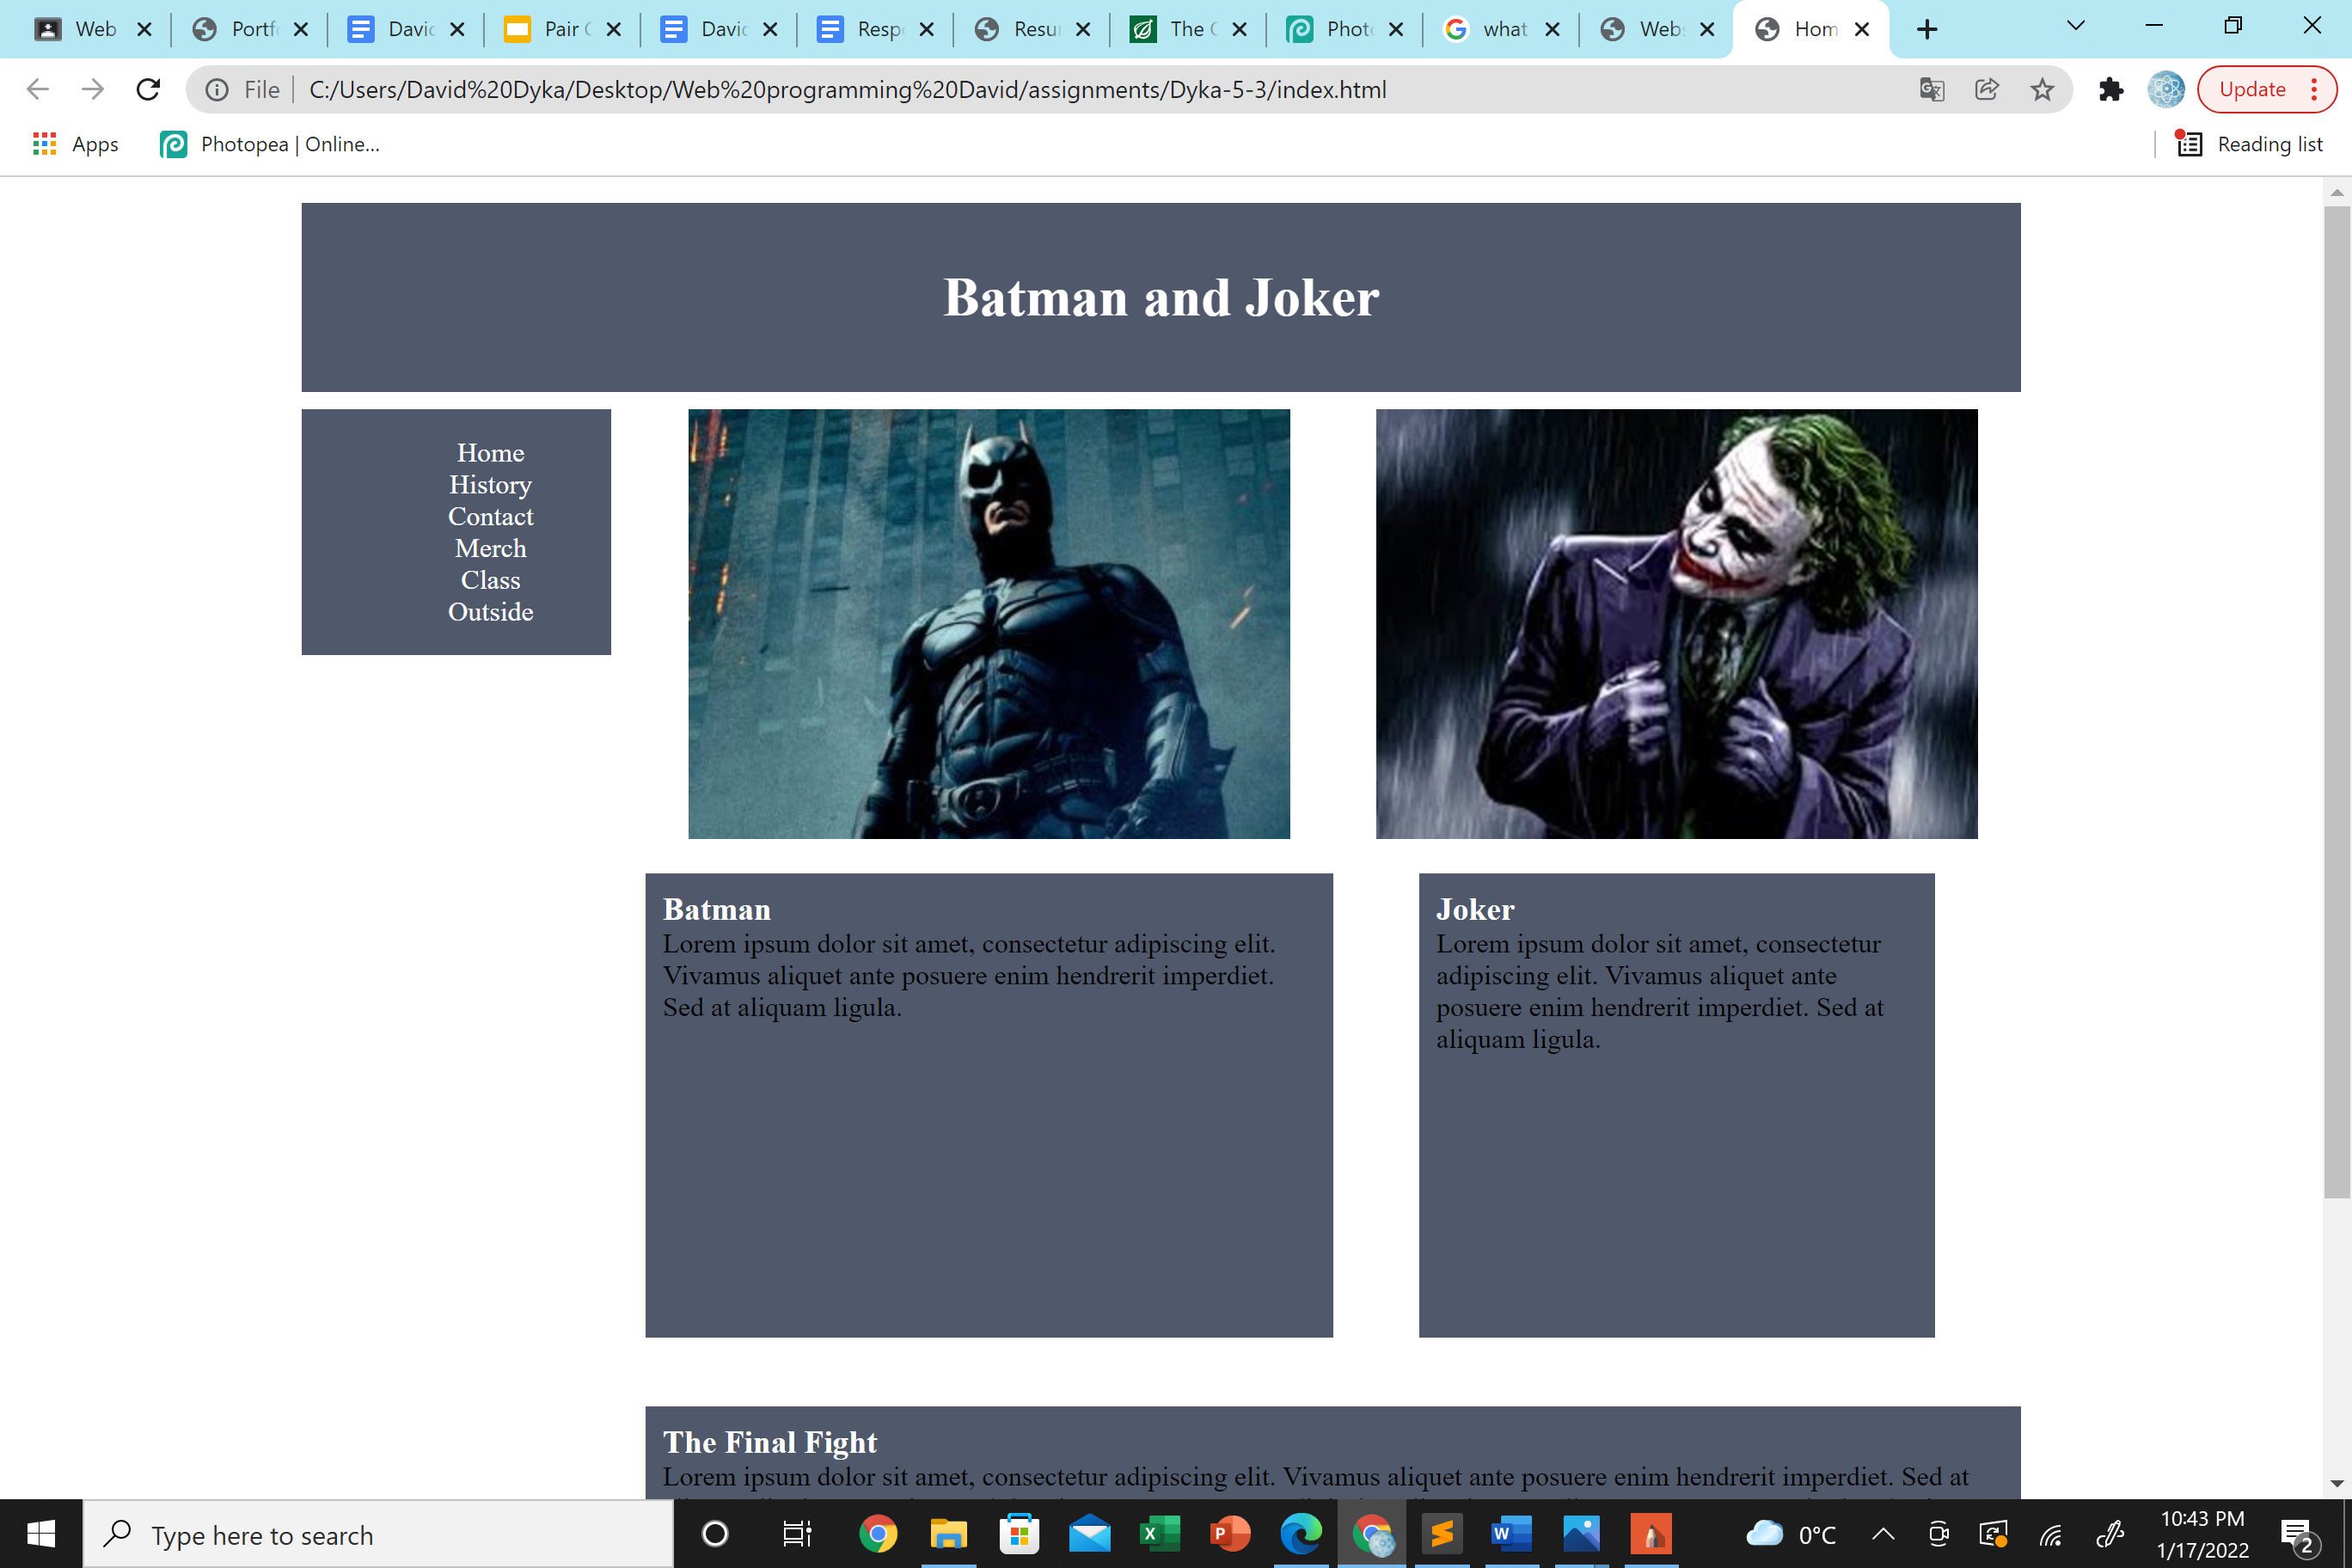 Web
Portf
Davic
Pair
Davic
Resp
Resu
The
Phot
what
Web
Hom
File
C:/Users/David%20Dyka/Desktop/Web%20programming%20David/assignments/Dyka-5-3/index.html
Update
Apps
Photopea | Online...
Reading list
Batman and Joker
Home
History
Contact
Merch
Class
Outside
Batman
Lorem ipsum dolor sit amet, consectetur adipiscing elit.
Vivamus aliquet ante posuere enim hendrerit imperdiet.
Sed at aliquam ligula.
Joker
Lorem ipsum dolor sit amet, consectetur
adipiscing elit. Vivamus aliquet ante
posuere enim hendrerit imperdiet. Sed at
aliquam ligula.
The Final Fight
Lorem ipsum dolor sit amet, consectetur adipiscing elit. Vivamus aliquet ante posuere enim hendrerit imperdiet. Sed at
Type here to search
0°C
10:43 PM
1/17/2022
2